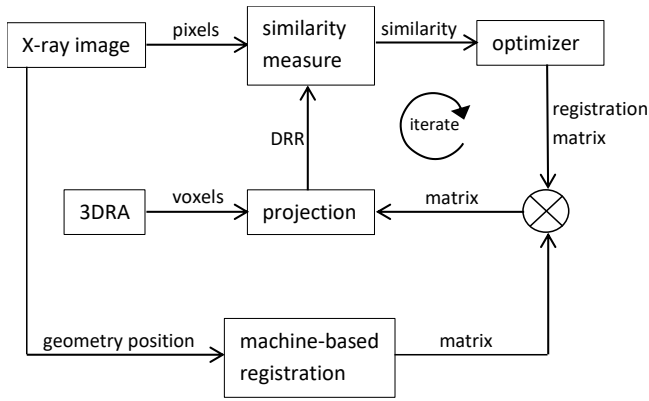 X-ray image
pixels
similarity
measure
similarity
optimizer
registration
matrix
iterate
DRR
3DRA
voxels
projection
matrix
geometry position
machine-based
registration
matrix